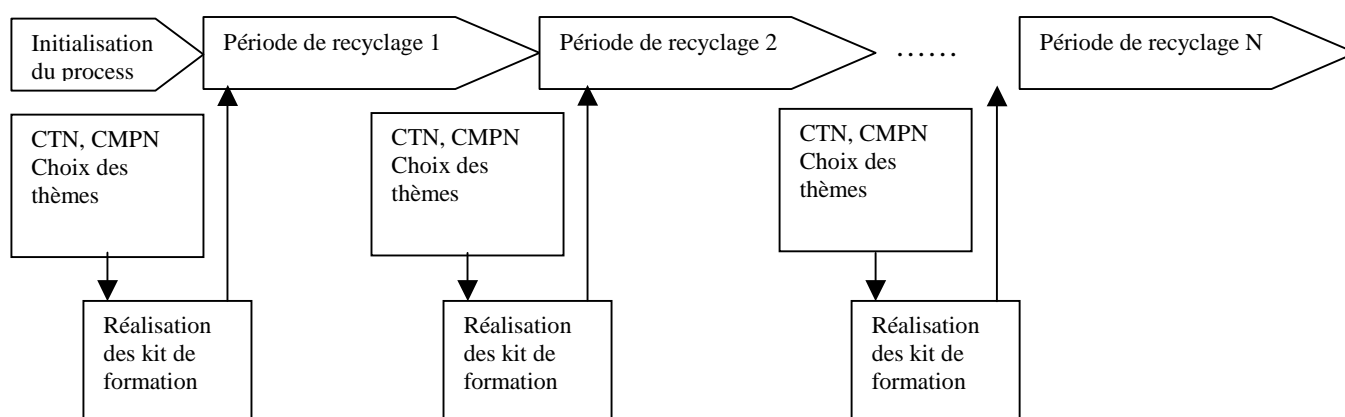 Initialisation
du process
Période de recyclage 1
Période de recyclage 2
……
Période de recyclage N
CTN, CMPN
Choix des
thèmes
CTN, CMPN
Choix des
thèmes
CTN, CMPN
Choix des
thèmes
Réalisation
des kit de
formation
Réalisation
des kit de
formation
Réalisation
des kit de
formation